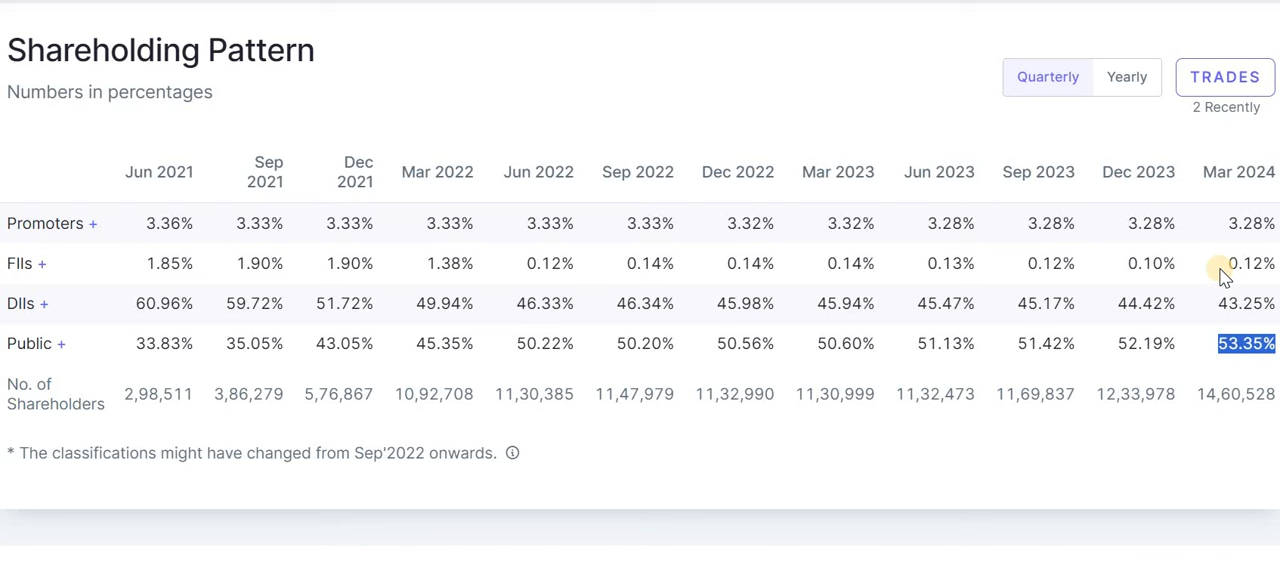 Shareholding Pattern
Numbers in percentages
Quarterly Yearly TRADES
2 Recently
Jun 2021 Sep 2021 Dec 2021 Mar 2022 Jun 2022 Sep 2022 Dec 2022 Mar 2023 Jun 2023 Sep 2023 Dec 2023 Mar 2024
Promoters + 3.36% 3.33% 3.33% 3.33% 3.33% 3.33% 3.32% 3.32% 3.28% 3.28% 3.28% 3.28%
FIIs + 1.85% 1.90% 1.90% 1.38% 0.12% 0.14% 0.14% 0.14% 0.13% 0.12% 0.10% 0.12%
DIIs + 60.96% 59.72% 51.72% 49.94% 46.33% 46.34% 45.98% 45.94% 45.47% 45.17% 44.42% 43.25%
Public + 33.83% 35.05% 43.05% 45.35% 50.22% 50.20% 50.56% 50.60% 51.13% 51.42% 52.19% 53.35%
No. of Shareholders 2,98,511 3,86,279 5,76,867 10,92,708 11,30,385 11,47,979 11,32,990 11,30,999 11,32,473 11,69,837 12,33,978 14,60,528
* The classifications might have changed from Sep'2022 onwards.